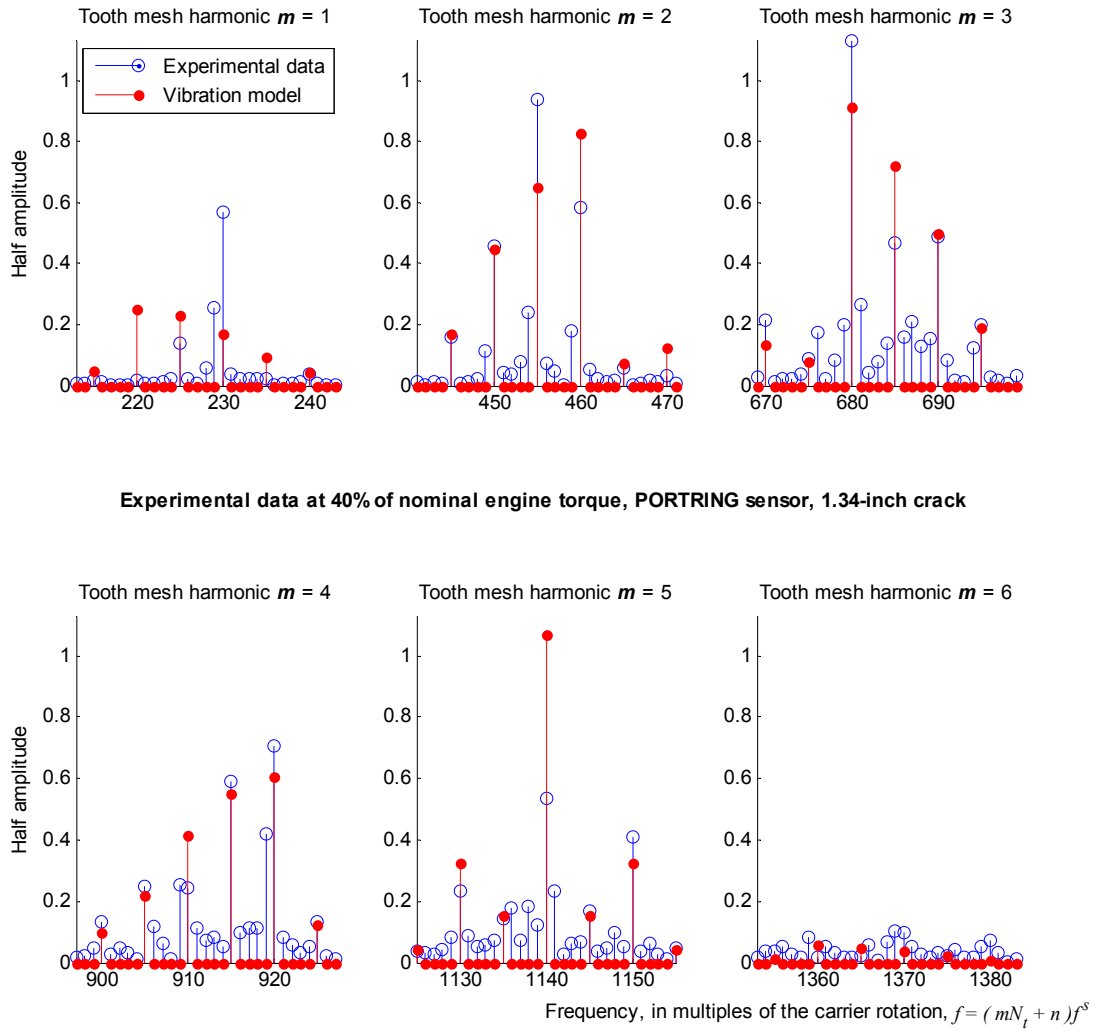 Tooth mesh harmonic m = 1
Tooth mesh harmonic m = 2
Tooth mesh harmonic m = 3
Experimental data
Vibration model
Half amplitude
1
0.8
0.6
0.4
0.2
0
220 230 240
1
0.8
0.6
0.4
0.2
0
450 460 470
1
0.8
0.6
0.4
0.2
0
670 680 690
Experimental data at 40% of nominal engine torque, PORTRING sensor, 1.34-inch crack
Tooth mesh harmonic m = 4
Tooth mesh harmonic m = 5
Tooth mesh harmonic m = 6
Half amplitude
1
0.8
0.6
0.4
0.2
0
900 910 920
1
0.8
0.6
0.4
0.2
0
1130 1140 1150
1
0.8
0.6
0.4
0.2
0
1360 1370 1380
Frequency, in multiples of the carrier rotation, f = ( mN_t + n ) f^s